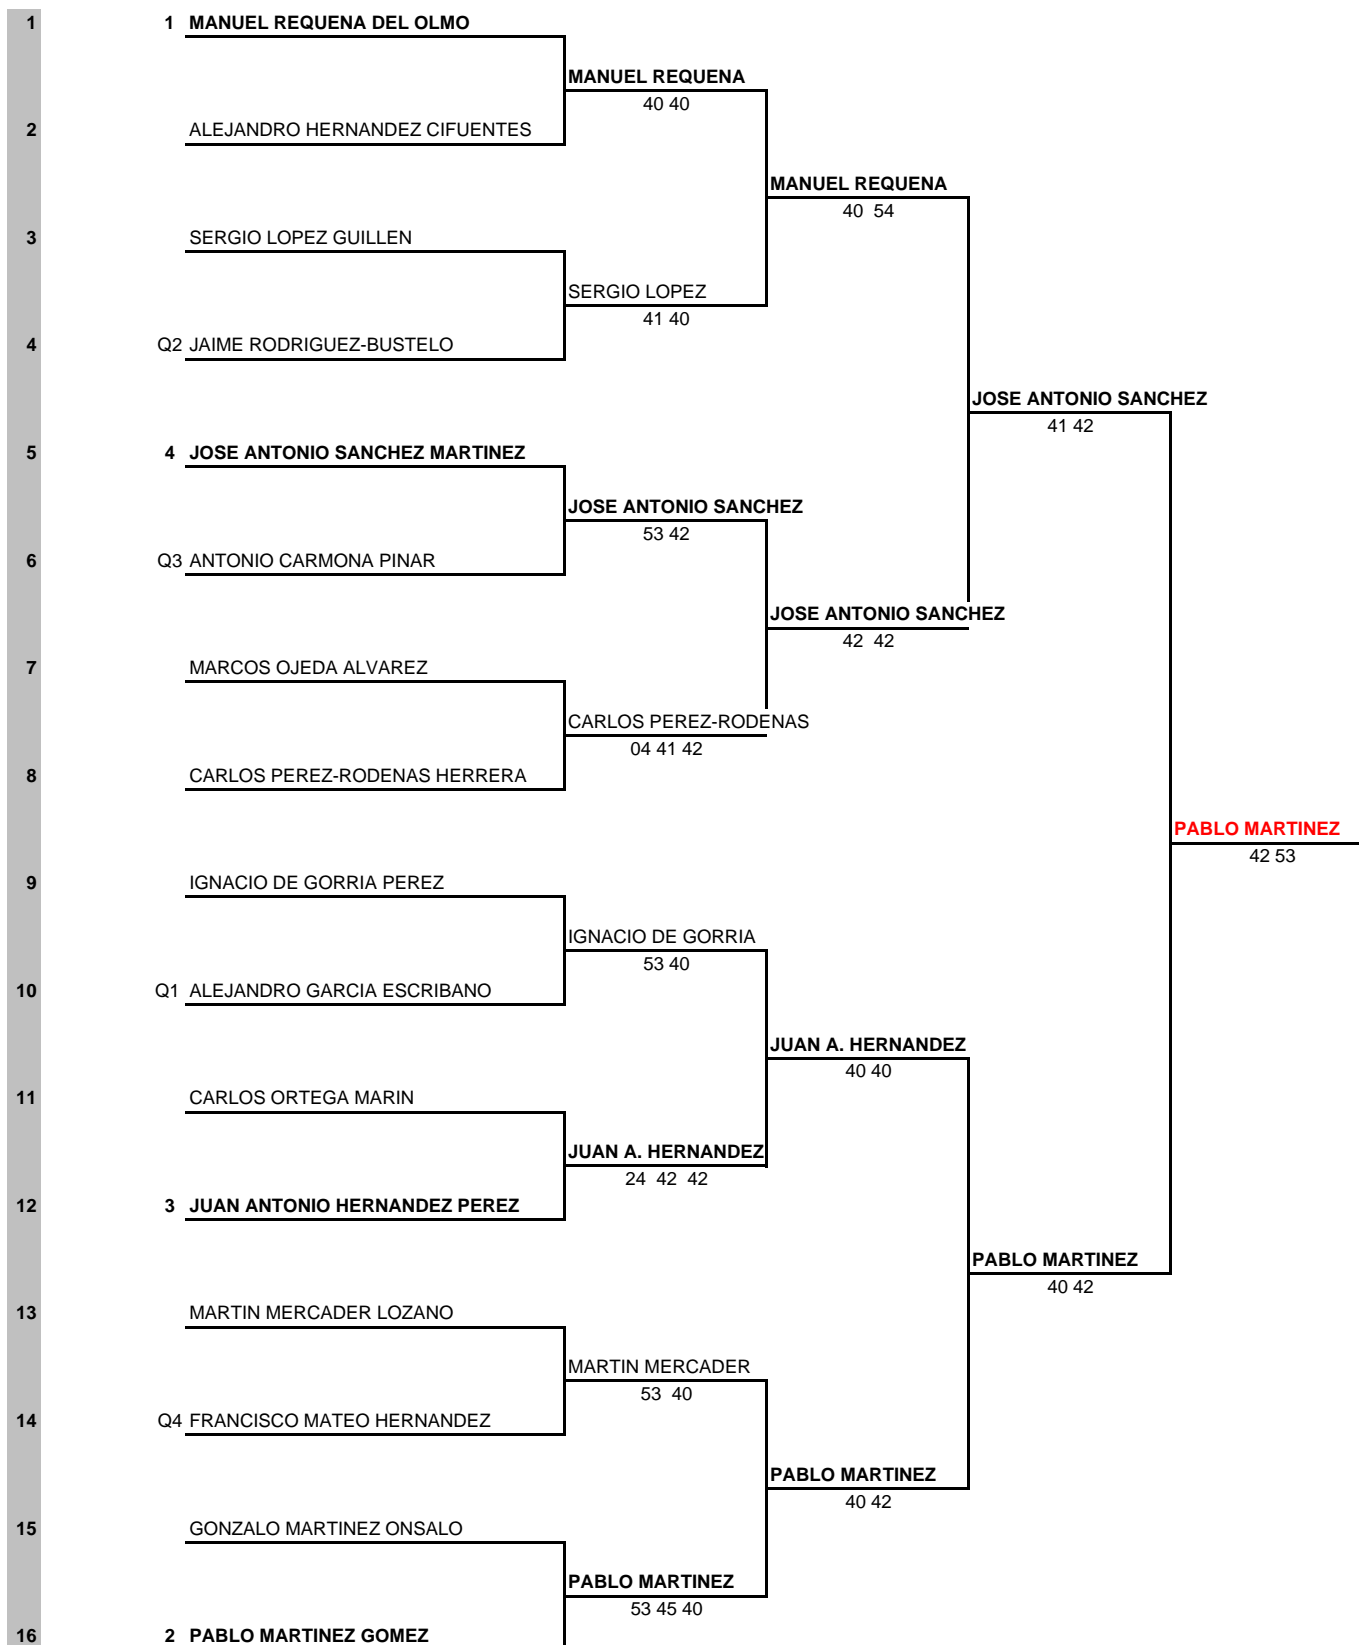 1 1 MANUEL REQUENA DEL OLMO
MANUEL REQUENA
40 40
2 ALEJANDRO HERNANDEZ CIFUENTES
MANUEL REQUENA
40 54
3 SERGIO LOPEZ GUILLEN
SERGIO LOPEZ
41 40
4 Q2 JAIME RODRIGUEZ-BUSTELO
JOSE ANTONIO SANCHEZ
41 42
5 4 JOSE ANTONIO SANCHEZ MARTINEZ
JOSE ANTONIO SANCHEZ
53 42
6 Q3 ANTONIO CARMONA PINAR
JOSE ANTONIO SANCHEZ
42 42
7 MARCOS OJEDA ALVAREZ
CARLOS PEREZ-RODENAS
04 41 42
8 CARLOS PEREZ-RODENAS HERRERA
PABLO MARTINEZ
42 53
9 IGNACIO DE GORRIA PEREZ
IGNACIO DE GORRIA
53 40
10 Q1 ALEJANDRO GARCIA ESCRIBANO
JUAN A. HERNANDEZ
40 40
11 CARLOS ORTEGA MARIN
JUAN A. HERNANDEZ
24 42 42
12 3 JUAN ANTONIO HERNANDEZ PEREZ
PABLO MARTINEZ
40 42
13 MARTIN MERCADER LOZANO
MARTIN MERCADER
53 40
14 Q4 FRANCISCO MATEO HERNANDEZ
PABLO MARTINEZ
40 42
15 GONZALO MARTINEZ ONSALO
PABLO MARTINEZ
53 45 40
16 2 PABLO MARTINEZ GOMEZ